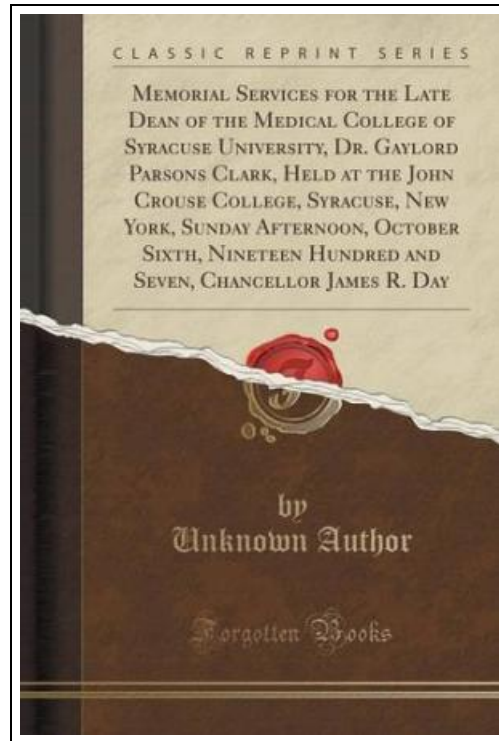 CLASSIC REPRINT SERIES
MEMORIAL SERVICES FOR THE LATE
DEAN OF THE MEDICAL COLLEGE OF
SYRACUSE UNIVERSITY, DR. GAYLORD
PARSONS CLARK, HELD AT THE JOHN
CROUSE COLLEGE, SYRACUSE, NEW
YORK, SUNDAY AFTERNOON, OCTOBER
SIXTH, NINETEEN HUNDRED AND
SEVEN, CHANCELLOR JAMES R. DAY
by
Unknown Author
Forgotten Books